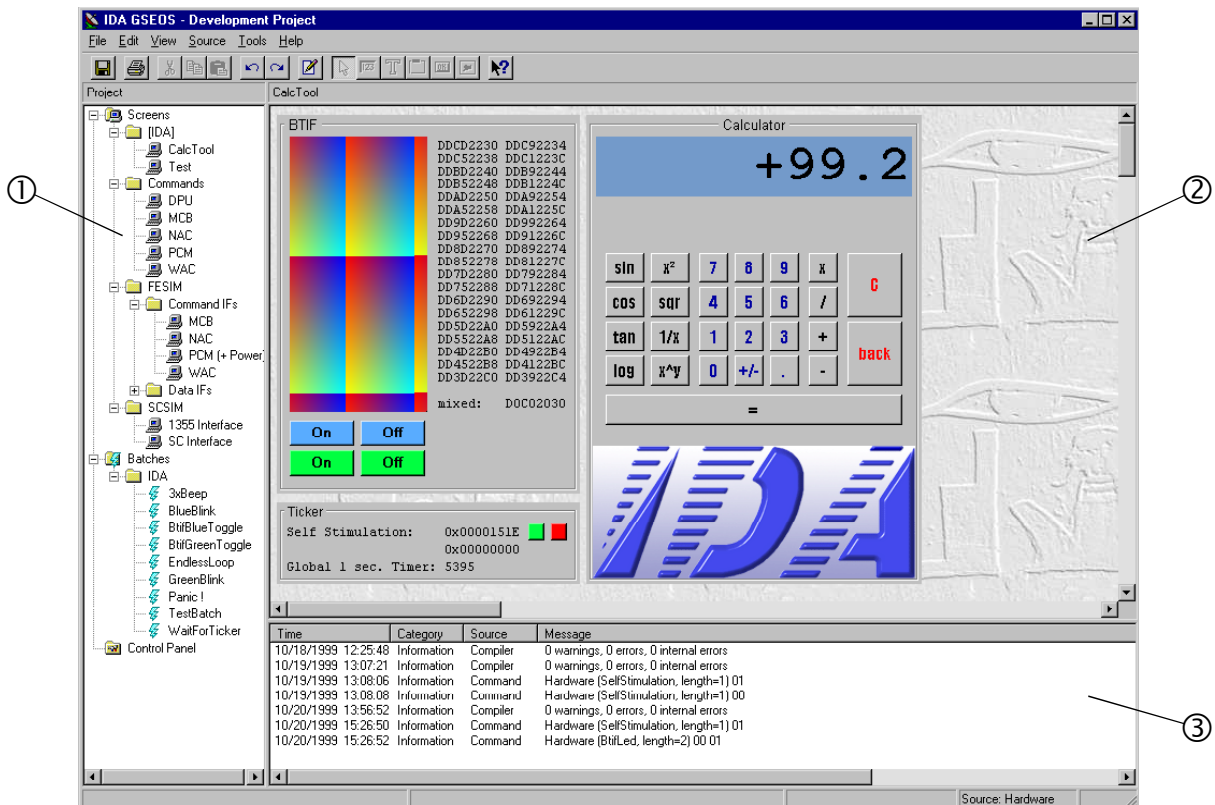 IDA GSEOS - Development Project
File Edit View Source Tools Help
Project
CalcTool
①
②
③
Screens
[IDA]
CalcTool
Test
Commands
DPU
MCB
NAC
PCM
WAC
FESIM
Command IFs
MCB
NAC
PCM (+ Power)
WAC
Data IFs
SCSIM
1355 Interface
SC Interface
Batches
IDA
3xBeep
BlueBlink
BtifBlueToggle
BtifGreenToggle
EndlessLoop
GreenBlink
Panic !
TestBatch
WaitForTicker
Control Panel
BTIF
DDCD2230 DDC92234
DDC52238 DDC1223C
DDBD2240 DDB92244
DDB52248 DDB1224C
DDAD2250 DDA92254
DDA52258 DDA1225C
DD9D2260 DD992264
DD952268 DD91226C
DD8D2270 DD892274
DD852278 DD81227C
DD7D2280 DD792284
DD752288 DD71228C
DD6D2290 DD692294
DD652298 DD61229C
DD5D22A0 DD5922A4
DD5522A8 DD5122AC
DD4D22B0 DD4922B4
DD4522B8 DD4122BC
DD3D22C0 DD3922C4
mixed: D0C02030
On Off
On Off
Ticker
Self Stimulation: 0x0000151E
0x00000000
Global 1 sec. Timer: 5395
Calculator
+99.2
sin x² 7 8 9 x C
cos sqr 4 5 6 /
tan 1/x 1 2 3 + back
log x^y 0 +/- . -
=
IDA
Time Category Source Message
10/18/1999 12:25:48 Information Compiler 0 warnings, 0 errors, 0 internal errors
10/19/1999 13:07:21 Information Compiler 0 warnings, 0 errors, 0 internal errors
10/19/1999 13:08:06 Information Command Hardware (SelfStimulation, length=1) 01
10/19/1999 13:08:08 Information Command Hardware (SelfStimulation, length=1) 00
10/20/1999 13:56:52 Information Compiler 0 warnings, 0 errors, 0 internal errors
10/20/1999 15:26:50 Information Command Hardware (SelfStimulation, length=1) 01
10/20/1999 15:26:52 Information Command Hardware (BtifLed, length=2) 00 01
Source: Hardware